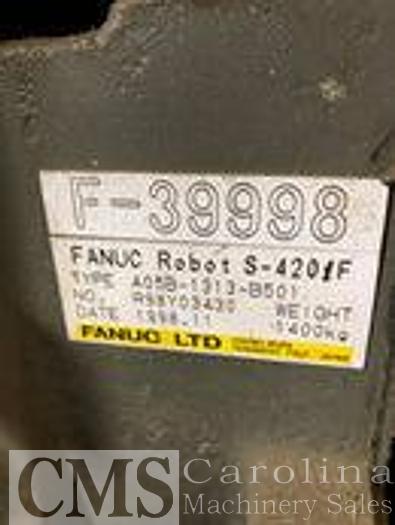 F-39998
FANUC Robot S-420iF
TYPE A05B-1313-B501
NO. R98Y03430 WEIGHT
DATE 1998.11 1400kg
FANUC LTD
CMS Carolina
Machinery Sales